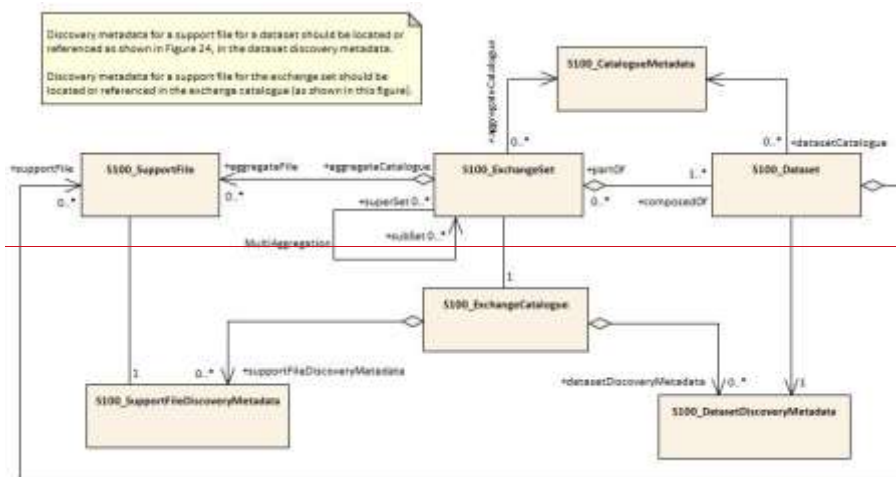 Discovery metadata for a support file for a dataset should be located or
referenced as shown in Figure 24, in the dataset discovery metadata.
Discovery metadata for a support file for the exchange set should be
located or referenced in the exchange catalogue (as shown in this figure).
S100_CatalogueMetadata
+aggregateCatalogue
0..*
0..*
+datasetCatalogue
+supportFile
0..*
S100_SupportFile
+aggregateFile
0..*
+aggregateCatalogue
S100_ExchangeSet
+partOf
0..*
1..*
+composedOf
S100_Dataset
+superSet 0..*
+subSet 0..*
MultiAggregation
1
S100_ExchangeCatalogue
1
0..*
+supportFileDiscoveryMetadata
+datasetDiscoveryMetadata
0..*
1
S100_SupportFileDiscoveryMetadata
S100_DatasetDiscoveryMetadata